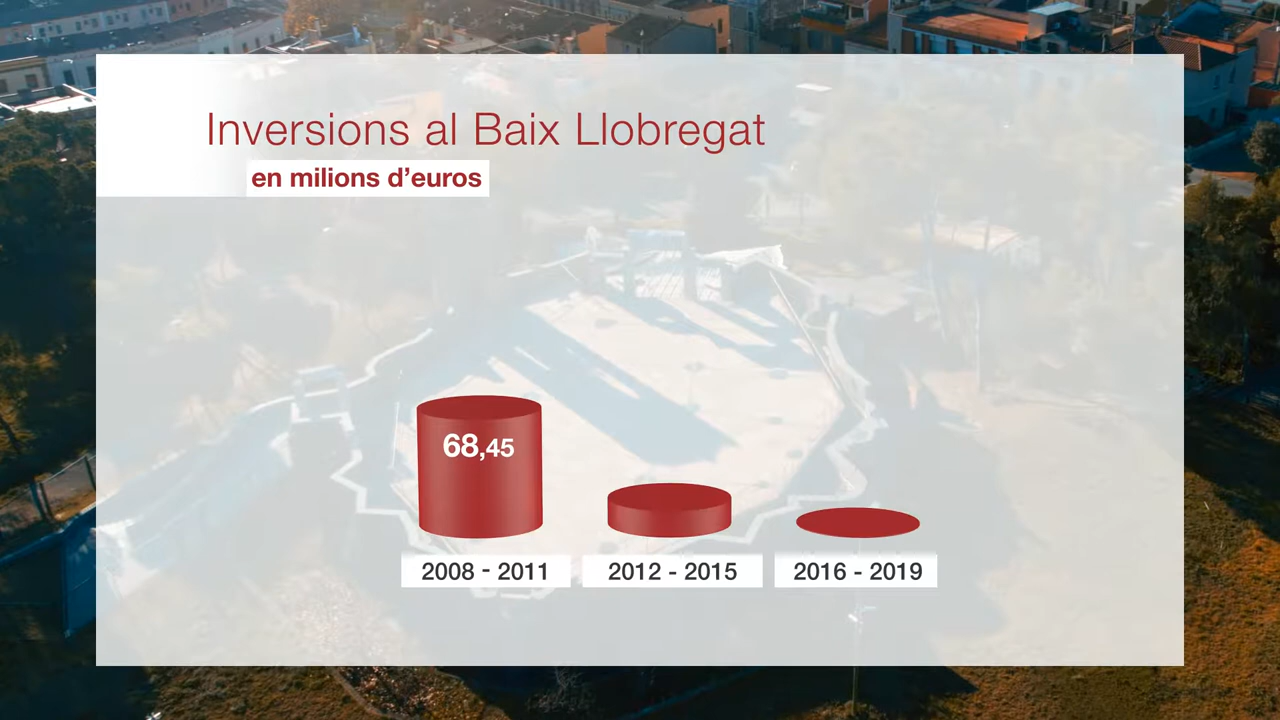 Inversions al Baix Llobregat
en milions d’euros
68,45
2008 - 2011
2012 - 2015
2016 - 2019